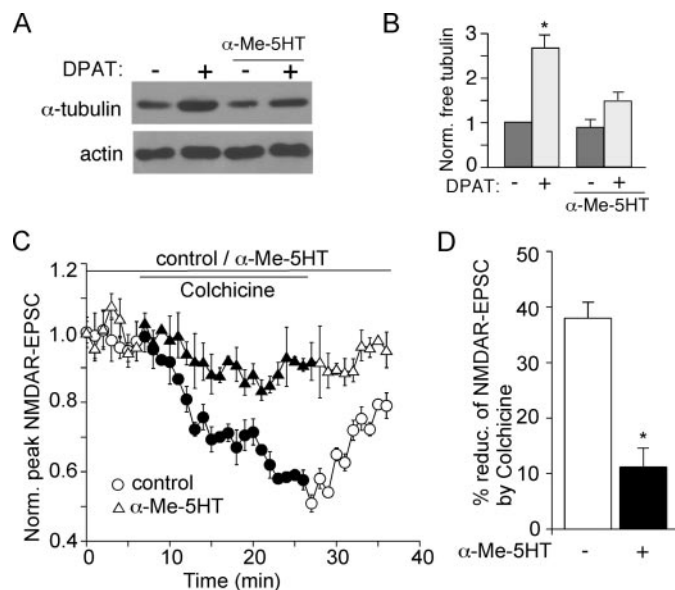 A
α-Me-5HT
DPAT: - + - +
α-tubulin
actin
B
Norm. free tubulin
3
2
1
0
*
DPAT: - + - +
α-Me-5HT
C
control / α-Me-5HT
Colchicine
Norm. peak NMDAR-EPSC
1.2
1.0
0.8
0.6
0.4
control
α-Me-5HT
0 10 20 30 40
Time (min)
D
% reduc. of NMDAR-EPSC
by Colchicine
50
40
30
20
10
0
*
α-Me-5HT - +